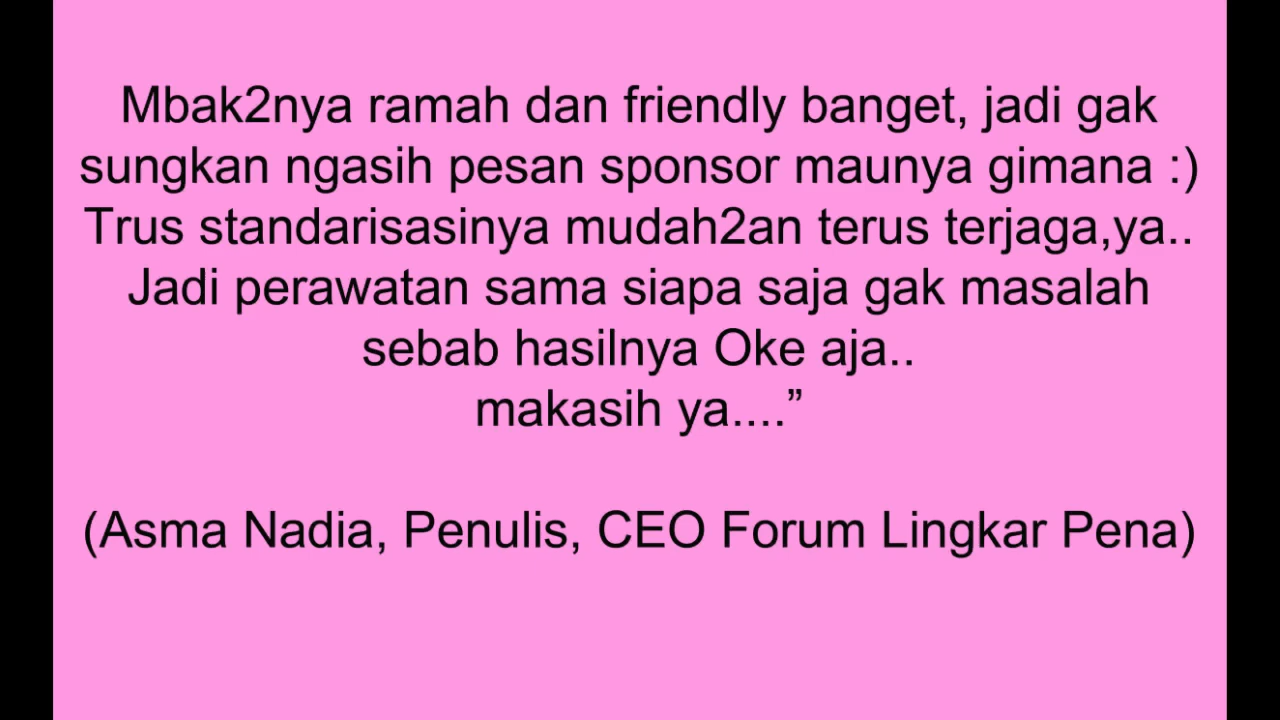 Mbak2nya ramah dan friendly banget, jadi gak
sungkan ngasih pesan sponsor maunya gimana :)
Trus standarisasinya mudah2an terus terjaga,ya..
Jadi perawatan sama siapa saja gak masalah
sebab hasilnya Oke aja..
makasih ya....”
(Asma Nadia, Penulis, CEO Forum Lingkar Pena)